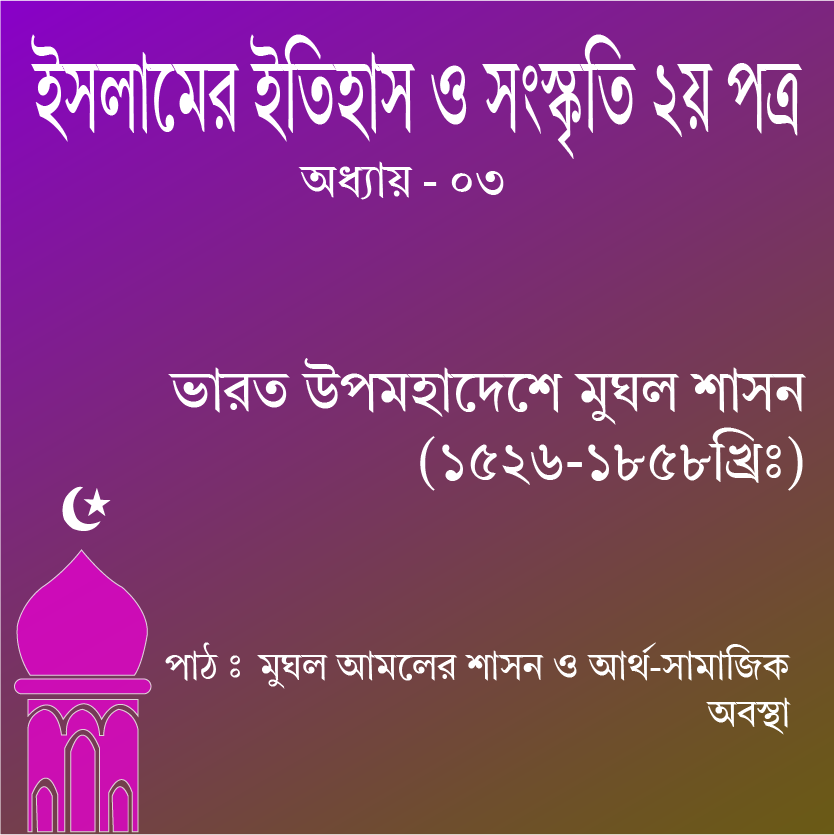 ইসলামের ইতিহাস ও সংস্কৃতি ২য় পত্র
অধ্যায় - ০৩
ভারত উপমহাদেশে মুঘল শাসন
(১৫২৬-১৮৫৮খ্রিঃ)
পাঠ ঃ মুঘল আমলের শাসন ও আর্থ-সামাজিক
অবস্থা